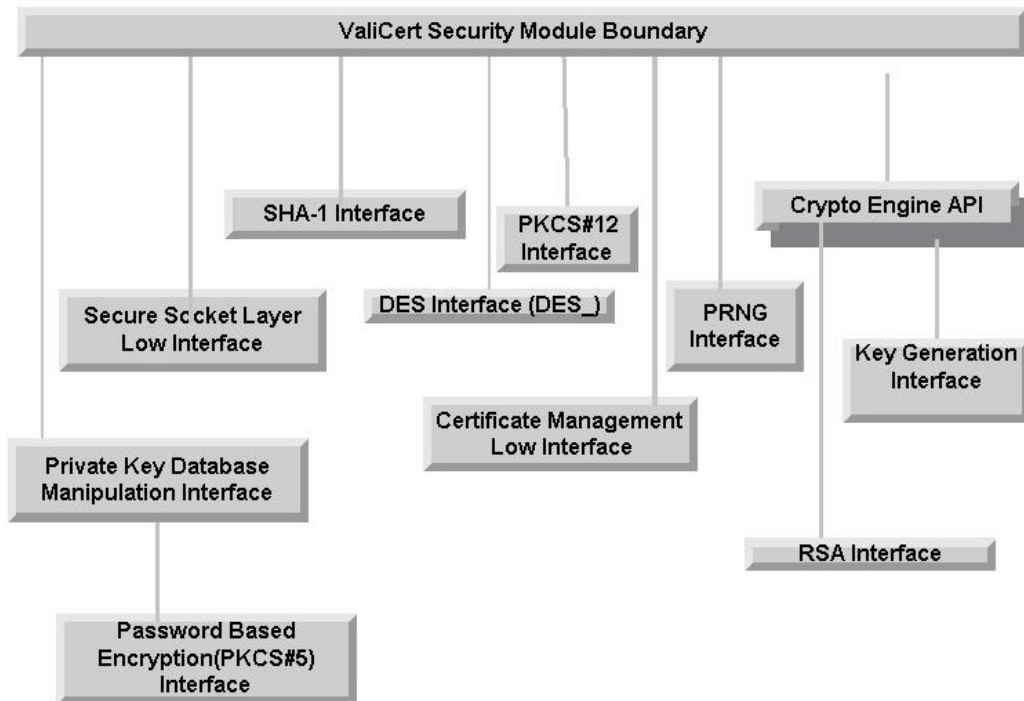 ValiCert Security Module Boundary
SHA-1 Interface
PKCS#12
Interface
Crypto Engine API
Secure Socket Layer
Low Interface
DES Interface (DES_)
PRNG
Interface
Key Generation
Interface
Certificate Management
Low Interface
Private Key Database
Manipulation Interface
RSA Interface
Password Based
Encryption(PKCS#5)
Interface